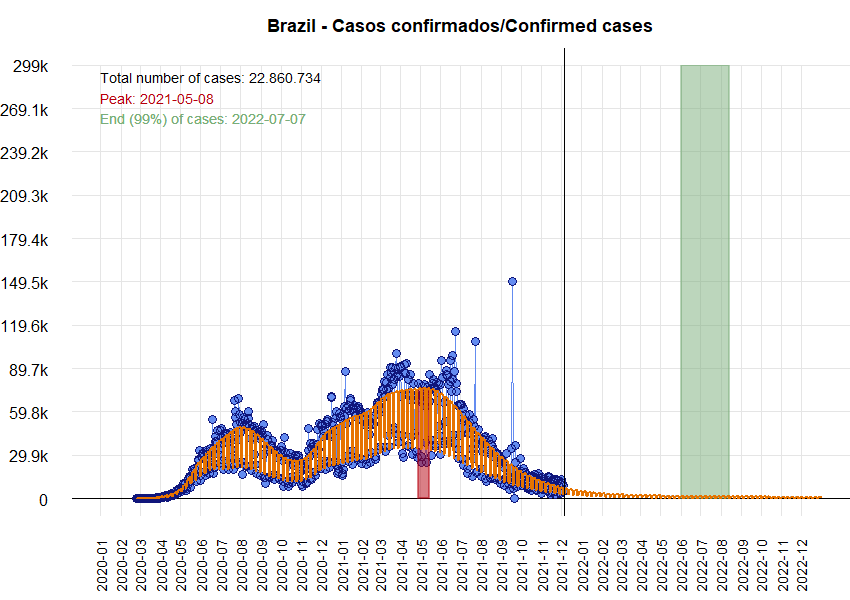 Brazil - Casos confirmados/Confirmed cases
299k
269.1k
239.2k
209.3k
179.4k
149.5k
119.6k
89.7k
59.8k
29.9k
0
Total number of cases: 22.860.734
Peak: 2021-05-08
End (99%) of cases: 2022-07-07
2020-01
2020-02
2020-03
2020-04
2020-05
2020-06
2020-07
2020-08
2020-09
2020-10
2020-11
2020-12
2021-01
2021-02
2021-03
2021-04
2021-05
2021-06
2021-07
2021-08
2021-09
2021-10
2021-11
2021-12
2022-01
2022-02
2022-03
2022-04
2022-05
2022-06
2022-07
2022-08
2022-09
2022-10
2022-11
2022-12